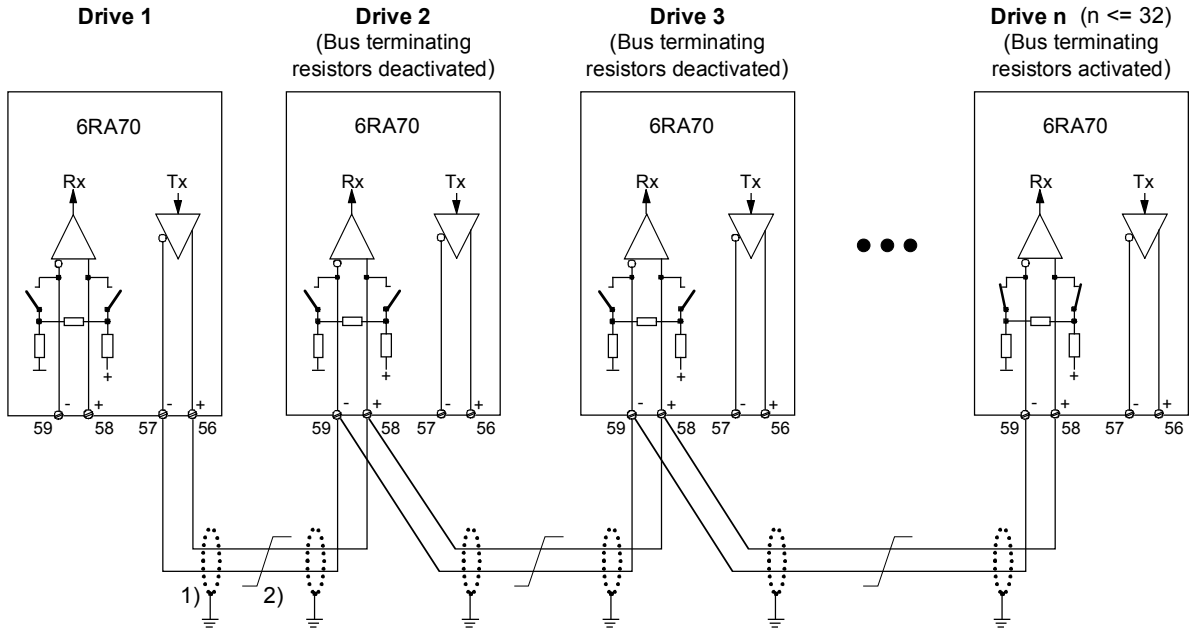 Drive 1
Drive 2
(Bus terminating
resistors deactivated)
Drive 3
(Bus terminating
resistors deactivated)
Drive n (n <= 32)
(Bus terminating
resistors activated)
6RA70
6RA70
6RA70
6RA70
Rx
Tx
Rx
Tx
Rx
Tx
Rx
Tx
+
+
+
+
- + - +
- + - +
- + - +
- + - +
59 58 57 56
59 58 57 56
59 58 57 56
59 58 57 56
1) 2)